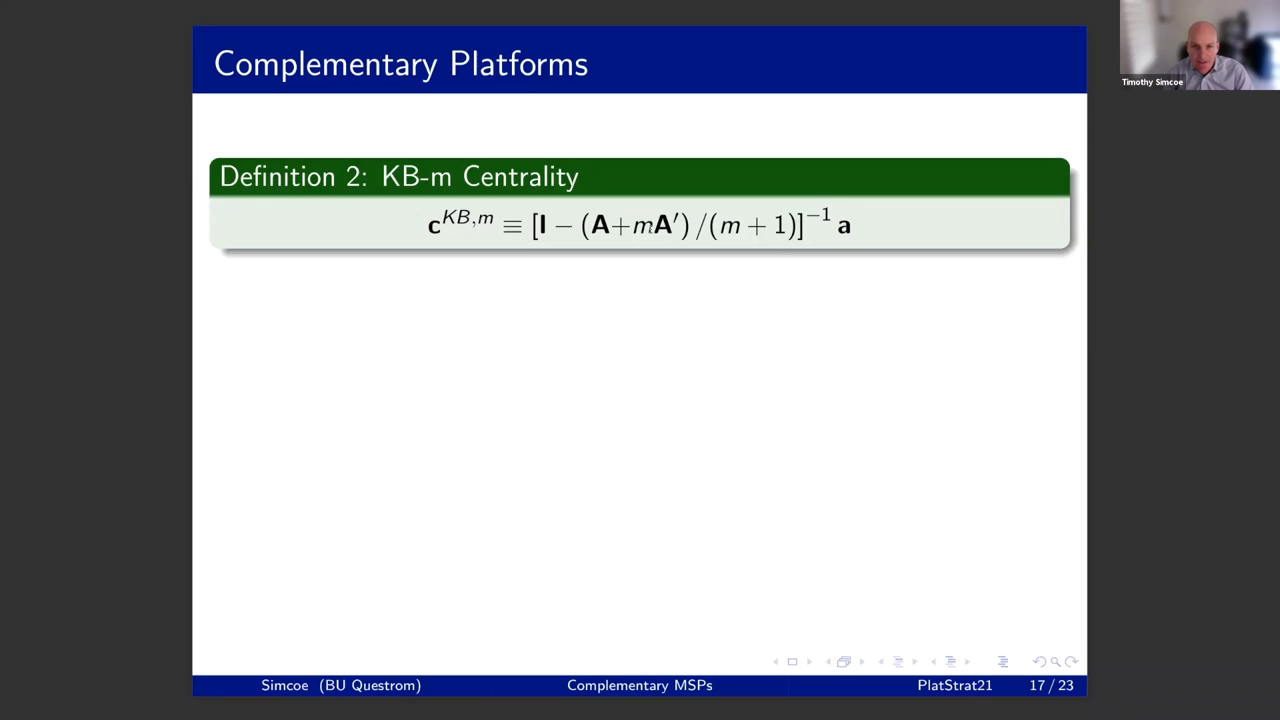 Complementary Platforms
Timothy Simcoe
Definition 2: KB-m Centrality
c^{KB,m} ≡ [I − (A+mA′) /(m + 1)]^{−1} a
Simcoe (BU Questrom) Complementary MSPs PlatStrat21 17 / 23